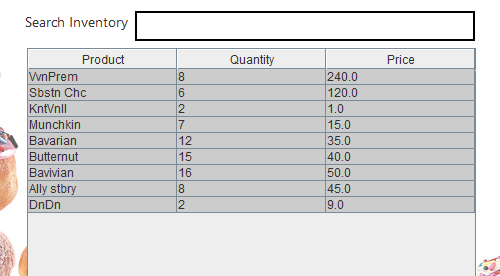 Search Inventory
Product Quantity Price
VvnPrem 8 240.0
Sbstn Chc 6 120.0
KntVnll 2 1.0
Munchkin 7 15.0
Bavarian 12 35.0
Butternut 15 40.0
Bavivian 16 50.0
Ally stbry 8 45.0
DnDn 2 9.0